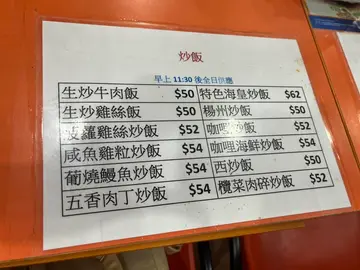 炒飯
早上 11:30 後全日供應
生炒牛肉飯 $50 特色海皇炒飯 $62
生炒雞絲飯 $50 楊州炒飯 $50
菠蘿雞絲炒飯 $52 咖喱炒飯 $52
咸魚雞粒炒飯 $54 咖喱海鮮炒飯 $54
葡燒鰻魚炒飯 $54 西炒飯 $50
五香肉丁炒飯 $54 欖菜肉碎炒飯 $52